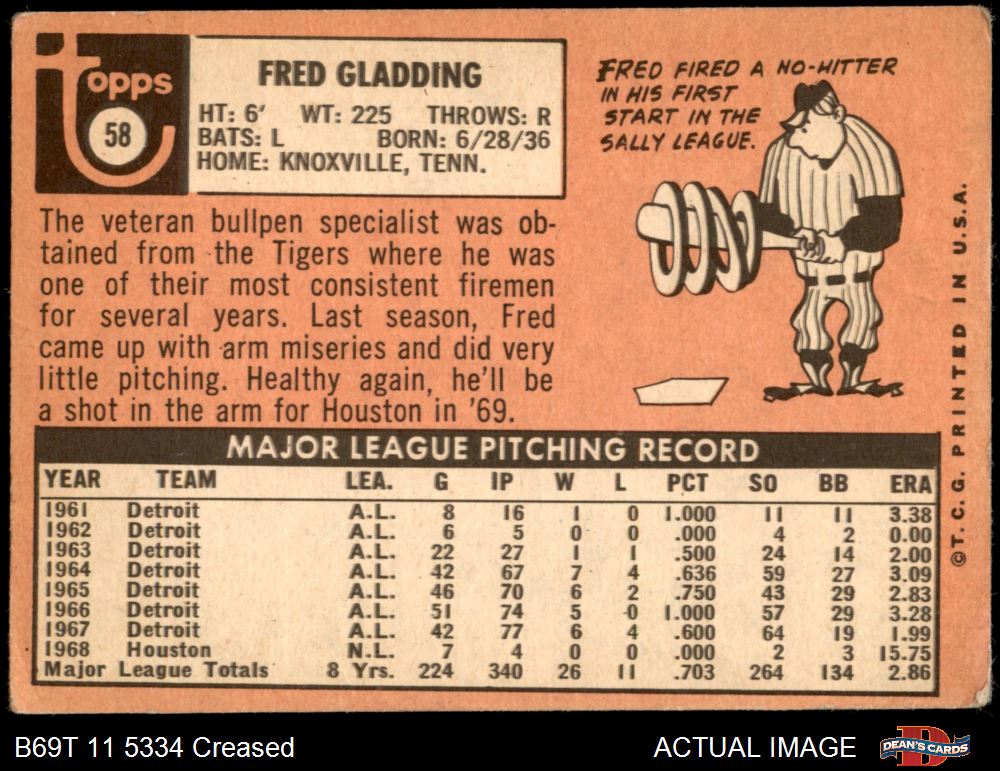 Topps
58
FRED GLADDING
HT: 6' WT: 225 THROWS: R
BATS: L BORN: 6/28/36
HOME: KNOXVILLE, TENN.
FRED FIRED A NO-HITTER
IN HIS FIRST
START IN THE
SALLY LEAGUE.
The veteran bullpen specialist was ob-
tained from the Tigers where he was
one of their most consistent firemen
for several years. Last season, Fred
came up with arm miseries and did very
little pitching. Healthy again, he'll be
a shot in the arm for Houston in '69.
MAJOR LEAGUE PITCHING RECORD
YEAR TEAM LEA. G IP W L PCT SO BB ERA
1961 Detroit A.L. 8 16 1 0 1.000 11 11 3.38
1962 Detroit A.L. 6 5 0 0 .000 4 2 0.00
1963 Detroit A.L. 22 27 1 1 .500 24 14 2.00
1964 Detroit A.L. 42 67 7 4 .636 59 27 3.09
1965 Detroit A.L. 46 70 6 2 .750 43 29 2.83
1966 Detroit A.L. 51 74 5 0 1.000 57 29 3.28
1967 Detroit A.L. 42 77 6 4 .600 64 19 1.99
1968 Houston N.L. 7 4 0 0 .000 2 3 15.75
Major League Totals 8 Yrs. 224 340 26 11 .703 264 134 2.86
©T. C. G. PRINTED IN U.S.A.
B69T 11 5334 Creased
ACTUAL IMAGE
DEAN'S CARDS